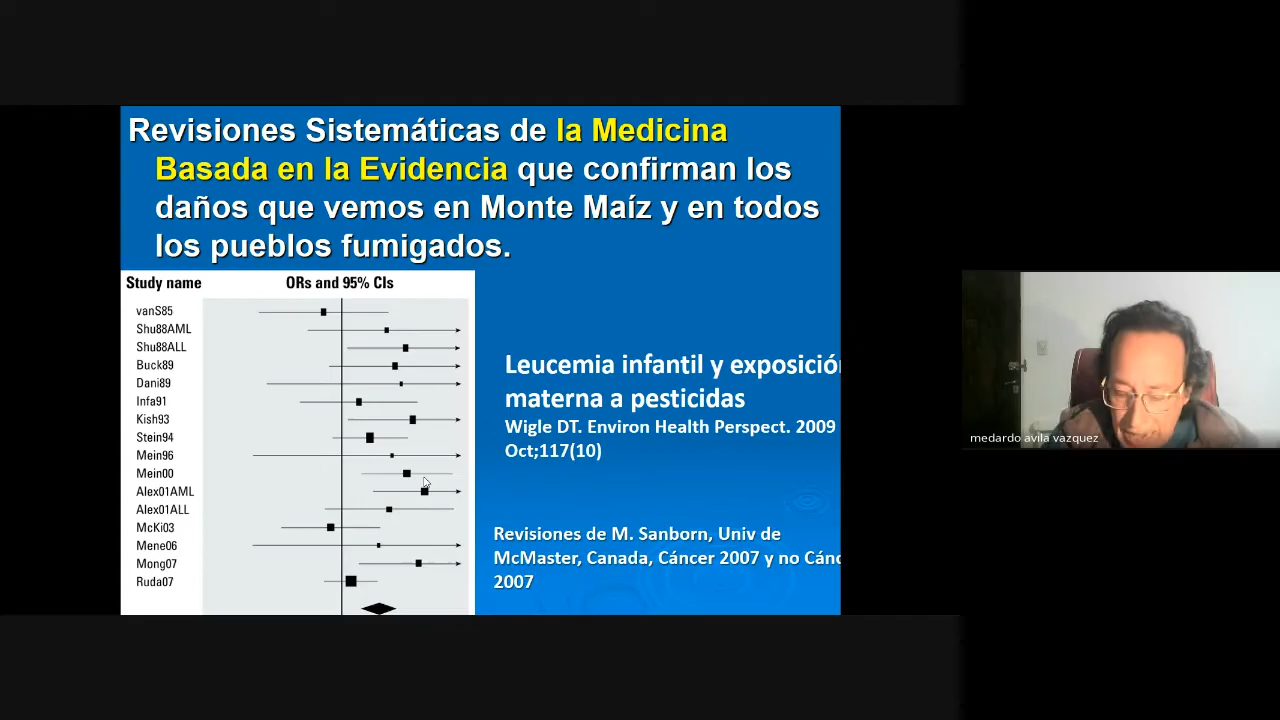 Revisiones Sistemáticas de la Medicina
Basada en la Evidencia que confirman los
daños que vemos en Monte Maíz y en todos
los pueblos fumigados.
Study name ORs and 95% CIs
vanS85
Shu88AML
Shu88ALL
Buck89
Dani89
Infa91
Kish93
Stein94
Mein96
Mein00
Alex01AML
Alex01ALL
McKi03
Mene06
Mong07
Ruda07
Leucemia infantil y exposición
materna a pesticidas
Wigle DT. Environ Health Perspect. 2009
Oct;117(10)
Revisiones de M. Sanborn, Univ de
McMaster, Canada, Cáncer 2007 y no Cánc
2007
medardo avila vazquez